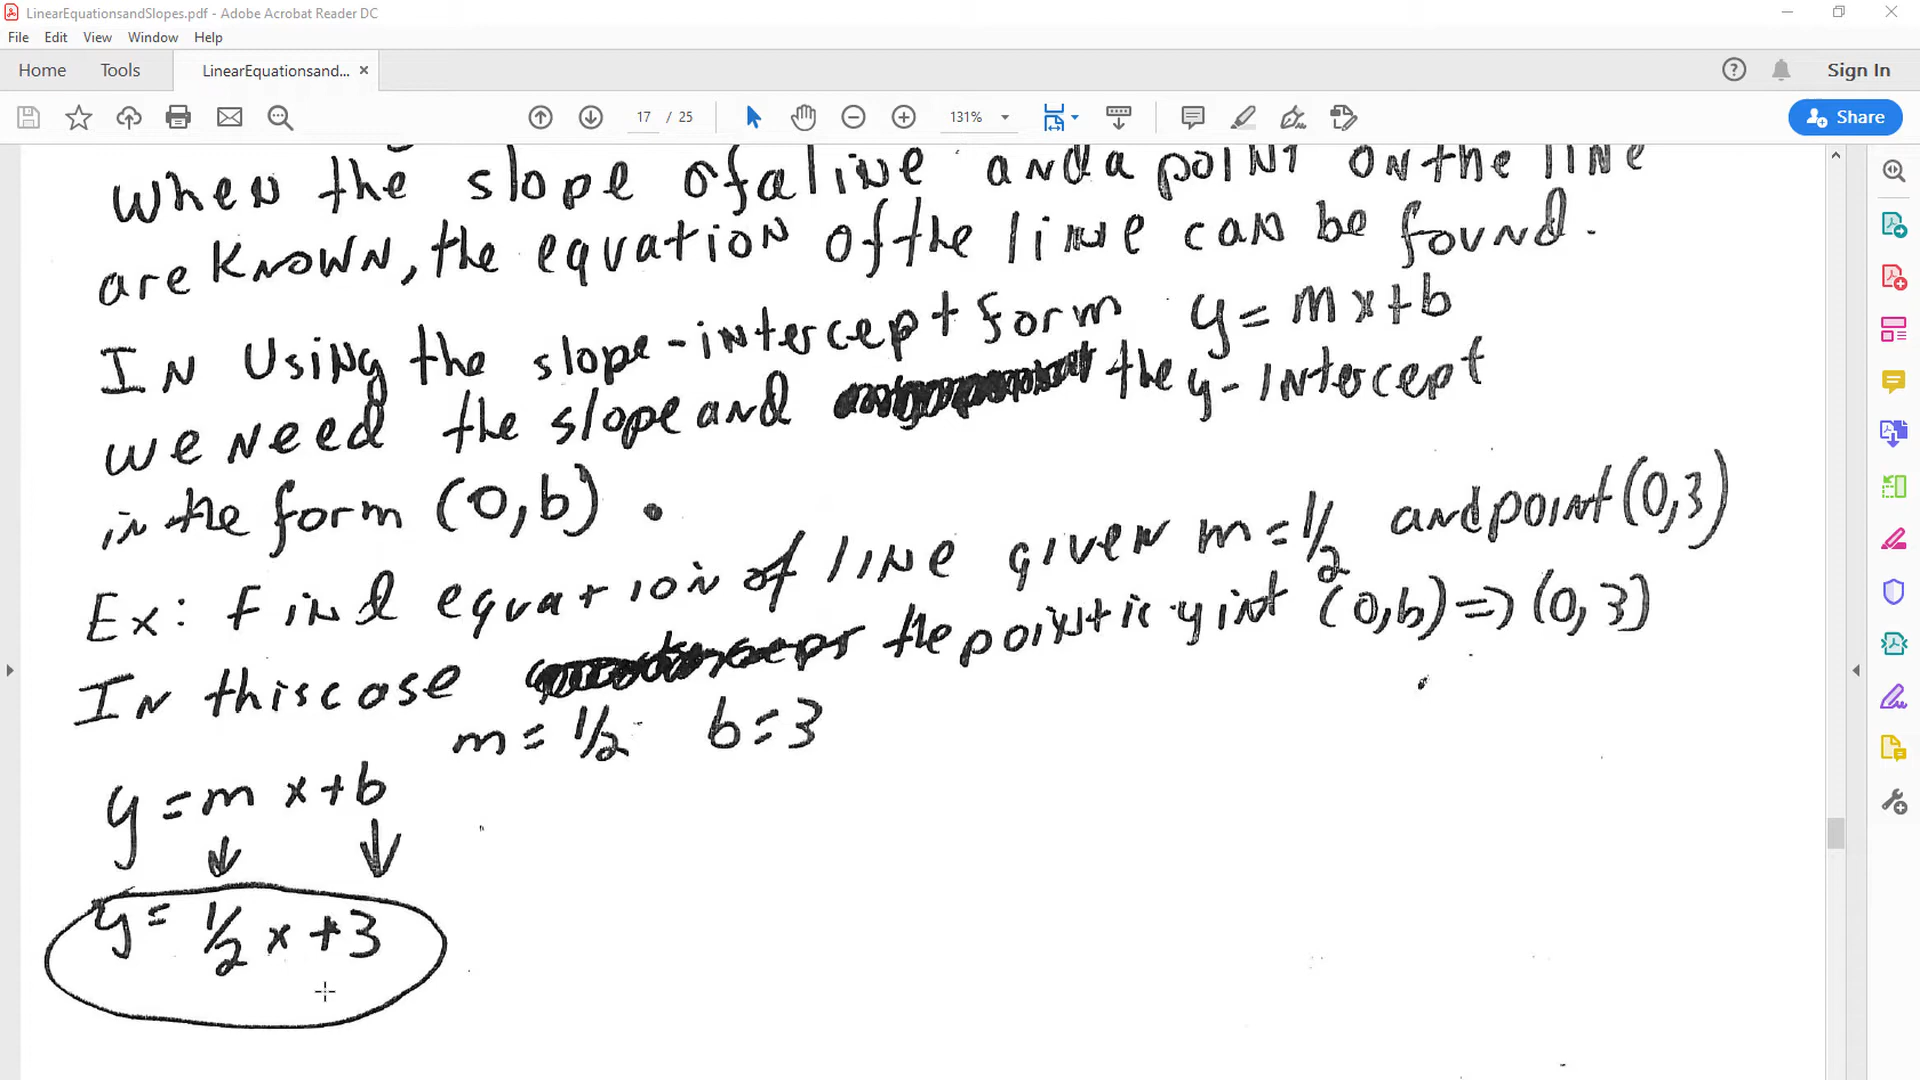 LinearEquationsandSlopes.pdf - Adobe Acrobat Reader DC
File Edit View Window Help
Home Tools LinearEquationsand... × Sign In
17 / 25 131% Share
When the slope of a line and a point on the line
are known, the equation of the line can be found.
In using the slope-intercept form y = mx+b
we need the slope and the y-intercept
in the form (0,b).
Ex: Find equation of line given m = 1/2 and point (0,3)
In this case the point is y int (0,b) => (0,3)
m = 1/2 b = 3
y = mx+b
y = 1/2 x + 3